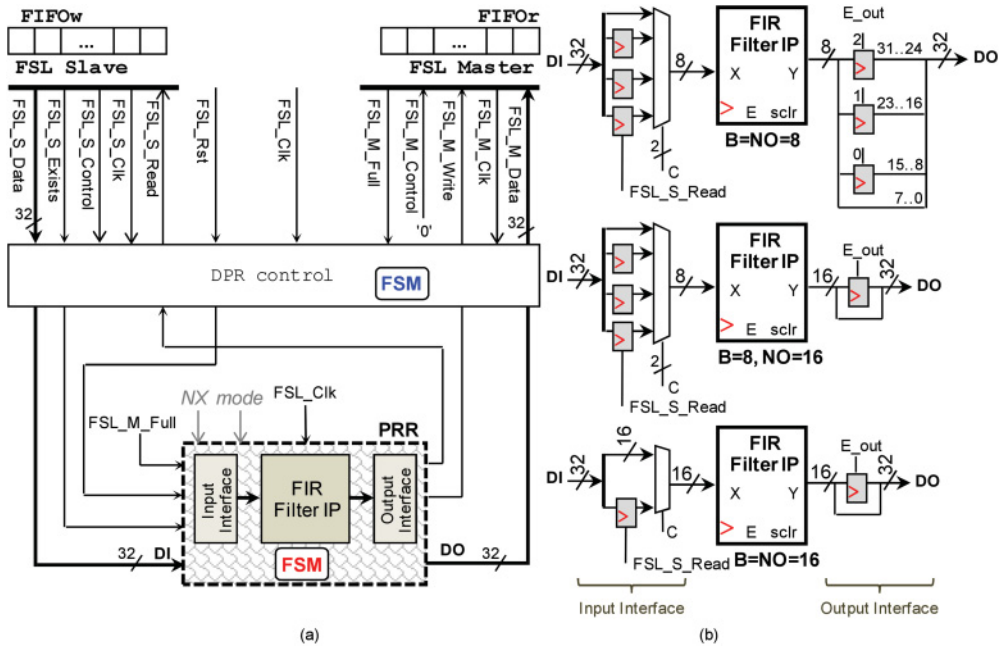 FIFOw
...
FSL Slave
FIFOr
...
FSL Master
FSL_S_Data
FSL_S_Exists
FSL_S_Control
FSL_S_Clk
FSL_S_Read
FSL_Rst
FSL_Clk
FSL_M_Full
FSL_M_Control
FSL_M_Write
FSL_M_Clk
FSL_M_Data
32
'0'
32
DPR control
FSM
NX mode
FSL_Clk
FSL_M_Full
PRR
Input Interface
FIR
Filter IP
Output Interface
FSM
32
DI
DO
32
(a)
DI
32
8
2
C
FSL_S_Read
FIR
Filter IP
X
Y
E
sclr
B=NO=8
8
E_out
2
31..24
1
23..16
0
15..8
7..0
32
DO
DI
32
8
2
C
FSL_S_Read
FIR
Filter IP
X
Y
E
sclr
B=8, NO=16
16
E_out
32
DO
DI
32
16
16
C
FSL_S_Read
FIR
Filter IP
X
Y
E
sclr
B=NO=16
16
E_out
32
DO
Input Interface
Output Interface
(b)